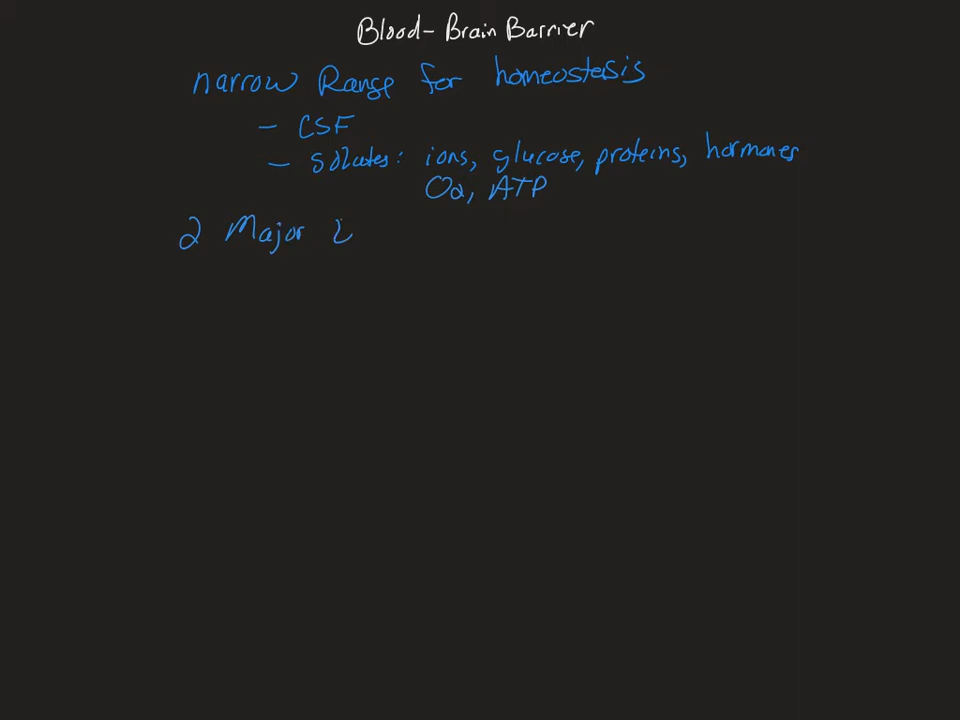 Blood-Brain Barrier
narrow Range for homeostasis
- CSF
- Solutes: ions, glucose, proteins, hormones
O2, ATP
2 Major i